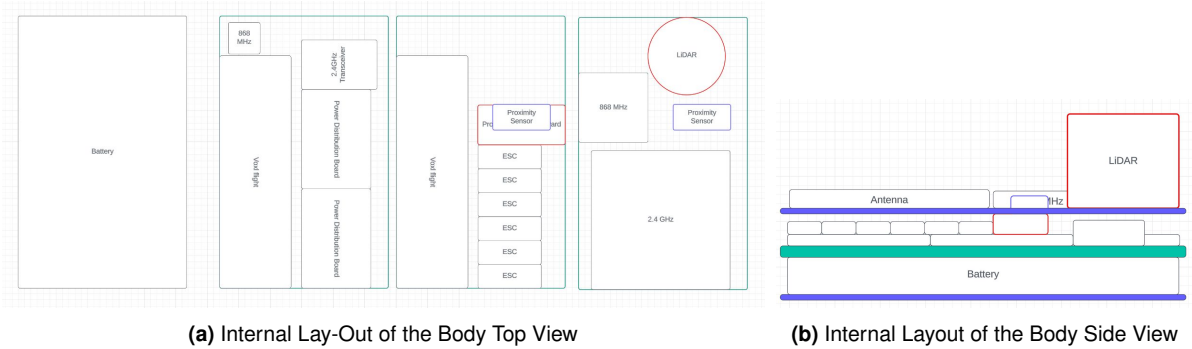 Battery
868
MHz
2.4GHz
Transceiver
Voxl flight
Power Distribution Board
Power Distribution Board
Voxl flight
Proximity
Sensor
ESC
ESC
ESC
ESC
ESC
ESC
LiDAR
868 MHz
Proximity
Sensor
2.4 GHz
(a) Internal Lay-Out of the Body Top View
LiDAR
Antenna
Battery
(b) Internal Layout of the Body Side View